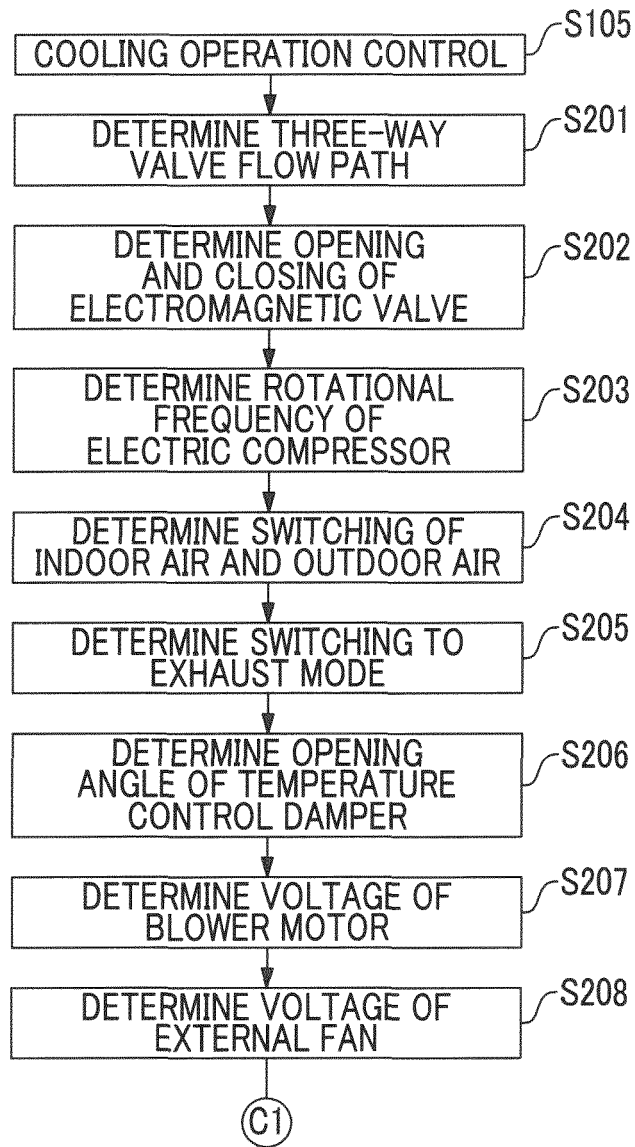 S105
COOLING OPERATION CONTROL
S201
DETERMINE THREE-WAY
VALVE FLOW PATH
S202
DETERMINE OPENING
AND CLOSING OF
ELECTROMAGNETIC VALVE
S203
DETERMINE ROTATIONAL
FREQUENCY OF
ELECTRIC COMPRESSOR
S204
DETERMINE SWITCHING OF
INDOOR AIR AND OUTDOOR AIR
S205
DETERMINE SWITCHING TO
EXHAUST MODE
S206
DETERMINE OPENING
ANGLE OF TEMPERATURE
CONTROL DAMPER
S207
DETERMINE VOLTAGE OF
BLOWER MOTOR
S208
DETERMINE VOLTAGE OF
EXTERNAL FAN
C1